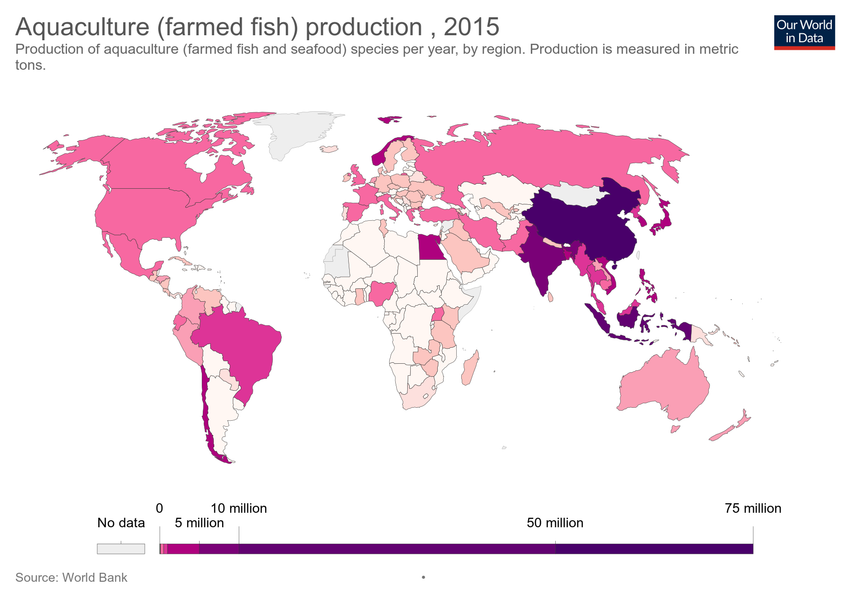 Aquaculture (farmed fish) production , 2015
Our World
in Data
Production of aquaculture (farmed fish and seafood) species per year, by region. Production is measured in metric
tons.
0 10 million 75 million
No data 5 million 50 million
Source: World Bank